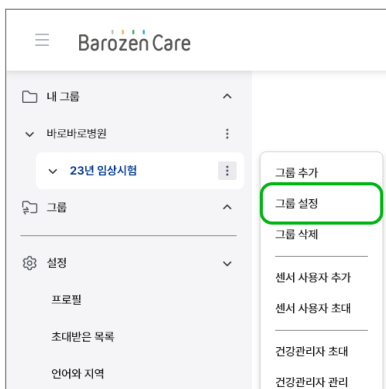 Barozen Care
내 그룹
바로바로병원
23년 임상시험
그룹
설정
프로필
초대받은 목록
언어와 지역
그룹 추가
그룹 설정
그룹 삭제
센서 사용자 추가
센서 사용자 초대
건강관리자 초대
건강관리자 관리